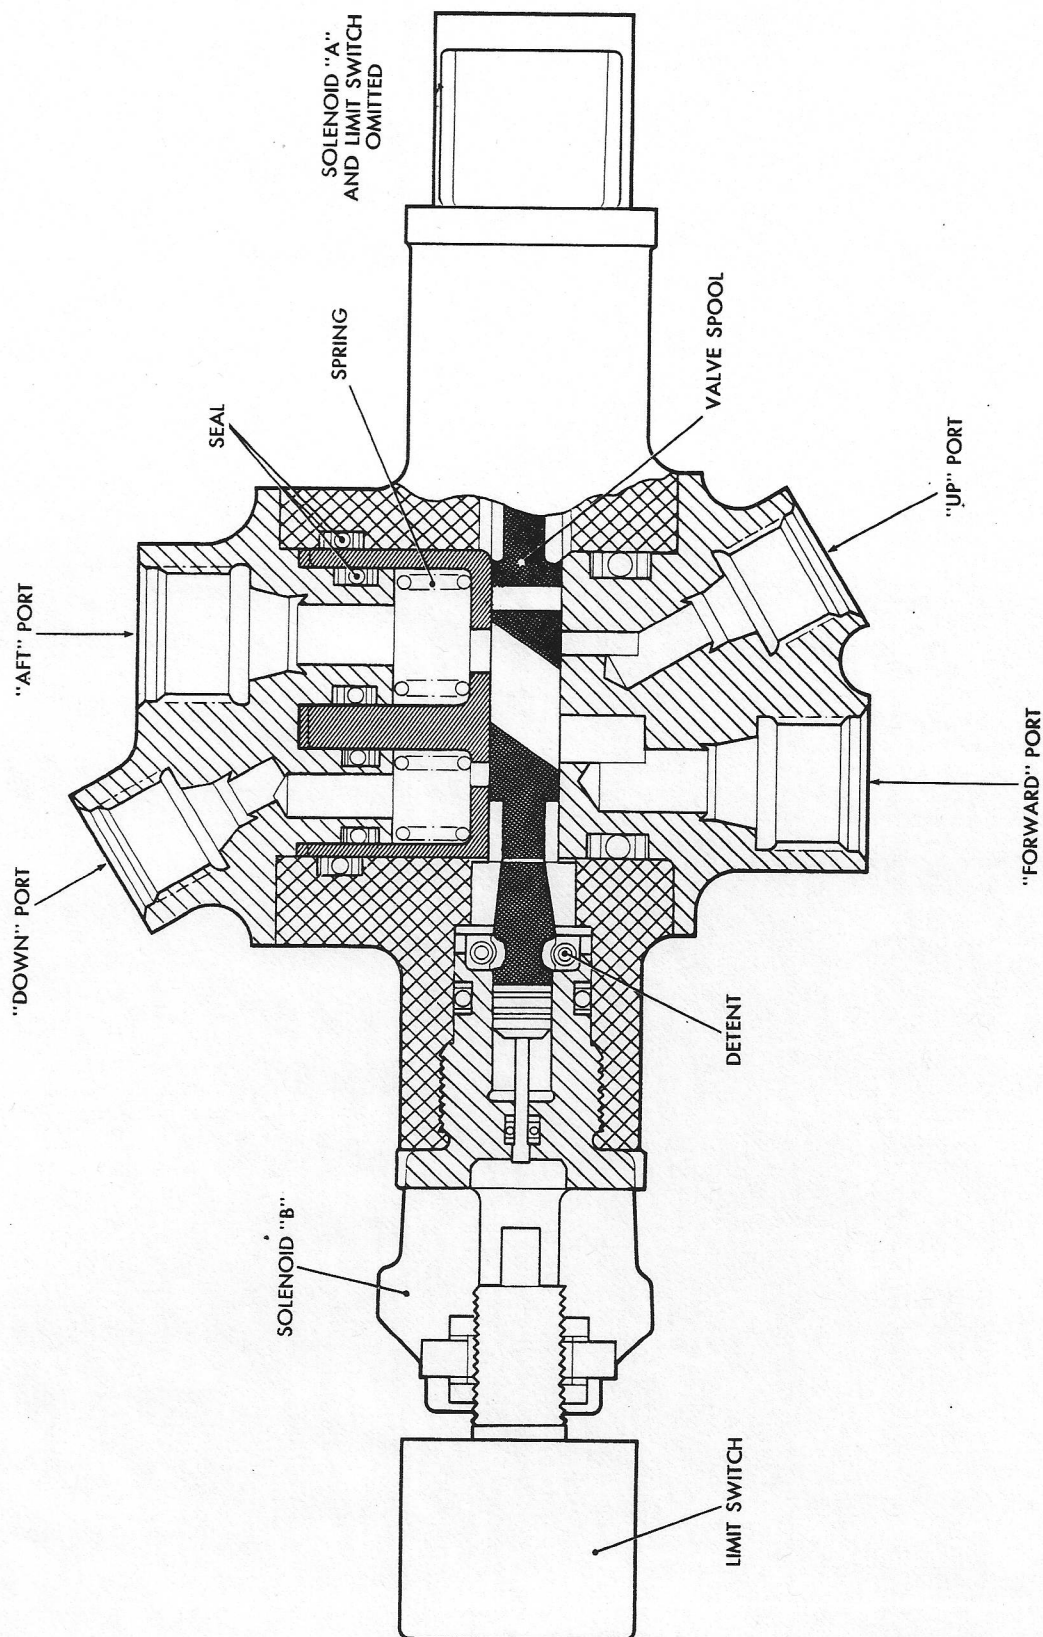 SOLENOID "A"
AND LIMIT SWITCH
OMITTED
SPRING
SEAL
"AFT" PORT
"DOWN" PORT
VALVE SPOOL
"UP" PORT
"FORWARD" PORT
DETENT
SOLENOID "B"
LIMIT SWITCH